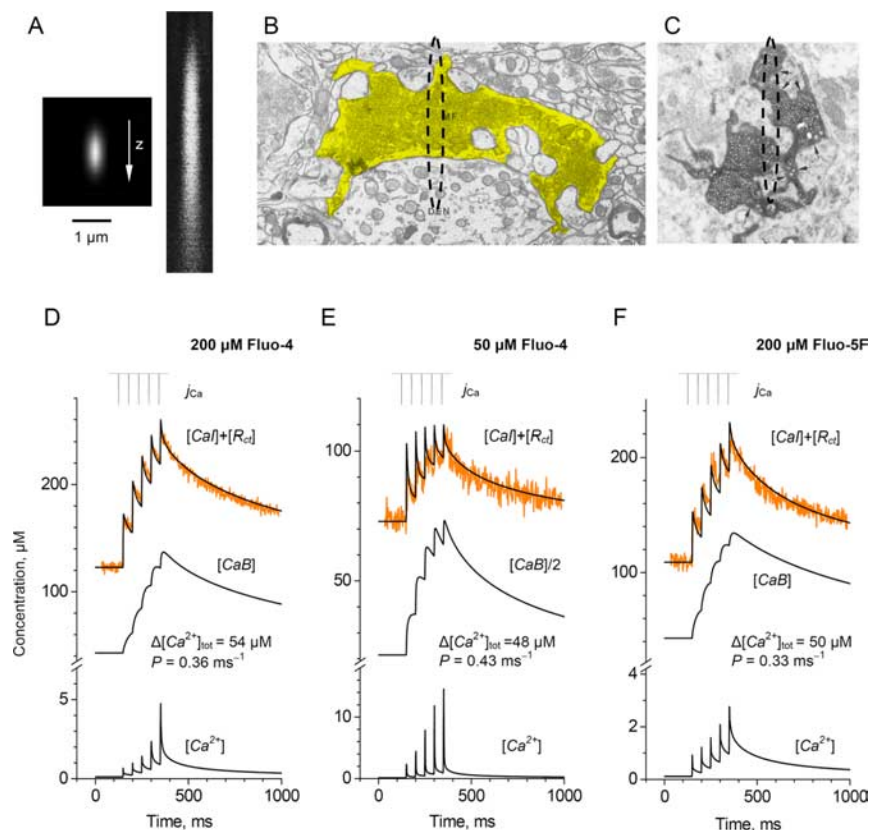 A
z
1 µm
B
MF
DEN
C
D
200 µM Fluo-4
jCa
[CaI]+[Rct]
[CaB]
Δ[Ca2+]tot = 54 µM
P = 0.36 ms−1
[Ca2+]
Concentration, µM
200
120
40
5
0
0 500 1000
Time, ms
E
50 µM Fluo-4
jCa
[CaI]+[Rct]
[CaB]/2
Δ[Ca2+]tot =48 µM
P = 0.43 ms−1
[Ca2+]
100
50
10
0
0 500 1000
Time, ms
F
200 µM Fluo-5F
jCa
[CaI]+[Rct]
[CaB]
Δ[Ca2+]tot = 50 µM
P = 0.33 ms−1
[Ca2+]
200
100
4
2
0
0 500 1000
Time, ms